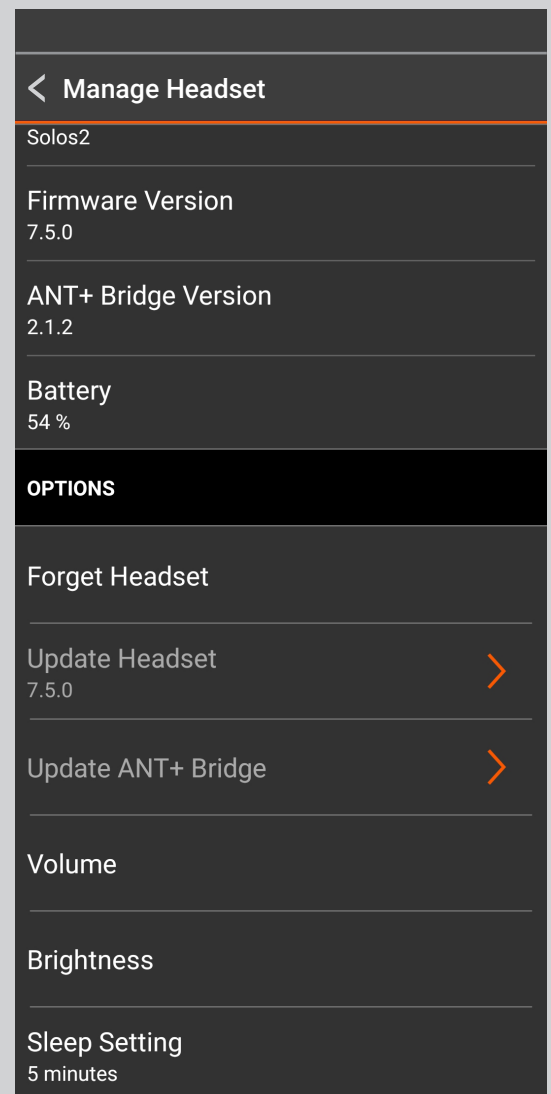 Manage Headset
Solos2
Firmware Version
7.5.0
ANT+ Bridge Version
2.1.2
Battery
54 %
OPTIONS
Forget Headset
Update Headset
7.5.0
Update ANT+ Bridge
Volume
Brightness
Sleep Setting
5 minutes